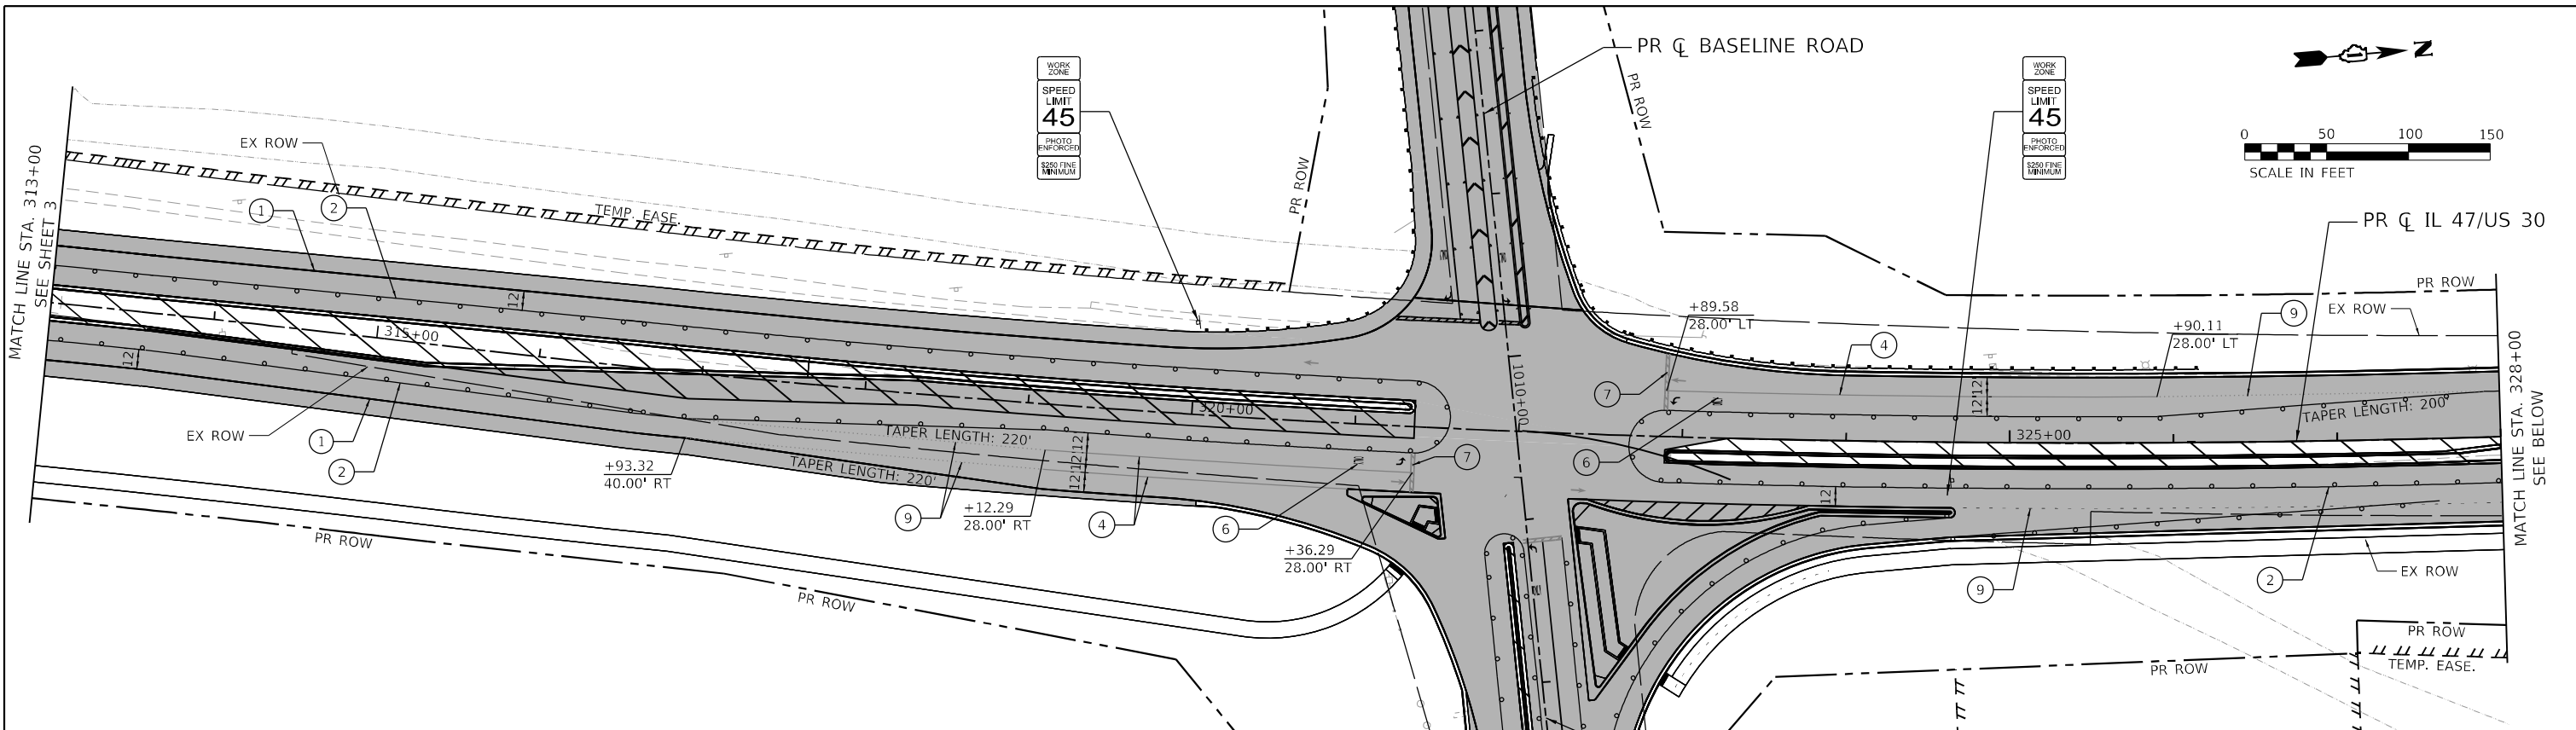 PR ℄ BASELINE ROAD
N
WORK
ZONE
SPEED
LIMIT
45
PHOTO
ENFORCED
$250 FINE
MINIMUM
WORK
ZONE
SPEED
LIMIT
45
PHOTO
ENFORCED
$250 FINE
MINIMUM
0 50 100 150
SCALE IN FEET
PR ROW
PR ROW
EX ROW
MATCH LINE STA. 313+00
SEE SHEET 3
1
2
TEMP. EASE.
PR ℄ IL 47/US 30
PR ROW
EX ROW
9
+89.58
28.00' LT
+90.11
28.00' LT
4
12
315+00
12
7
12'12'
1010+00
320+00
TAPER LENGTH: 200'
325+00
MATCH LINE STA. 328+00
SEE BELOW
EX ROW
1
2
TAPER LENGTH: 220'
12'12'12'
TAPER LENGTH: 220'
7
6
+93.32
40.00' RT
+12.29
28.00' RT
9
4
6
+36.29
28.00' RT
12
9
2
EX ROW
PR ROW
PR ROW
PR ROW
PR ROW
TEMP. EASE.